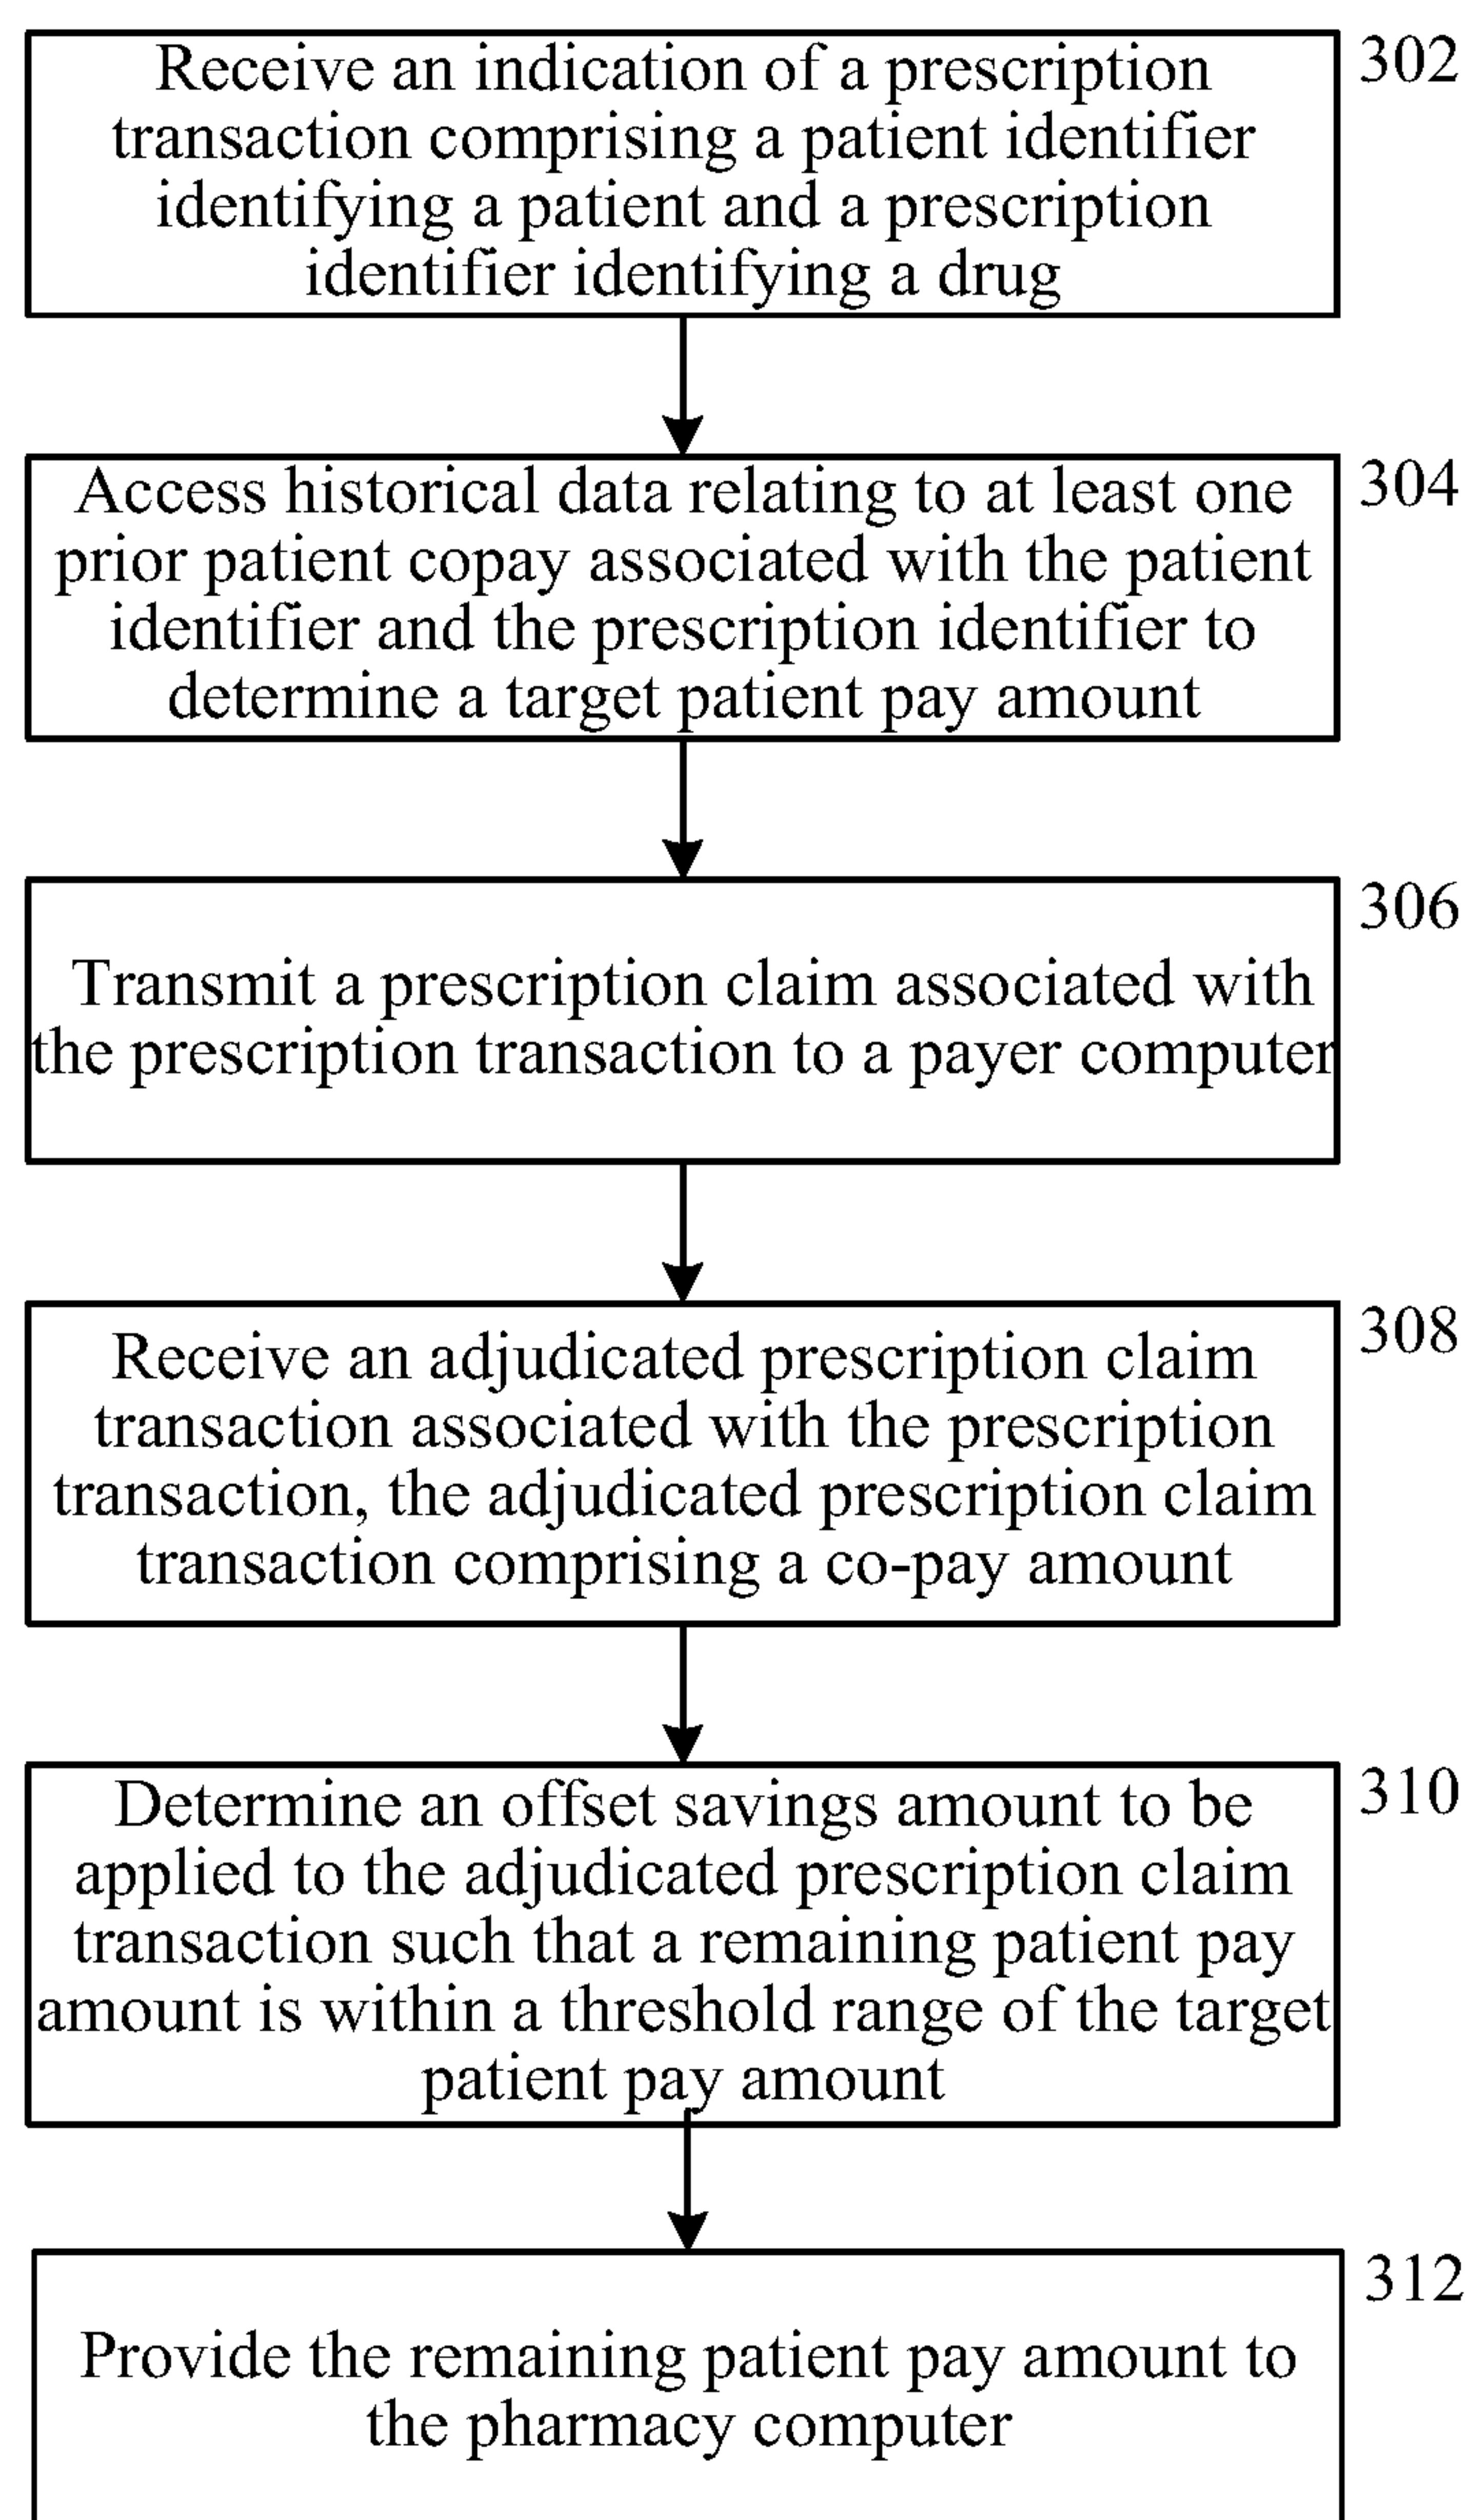 Receive an indication of a prescription
transaction comprising a patient identifier
identifying a patient and a prescription
identifier identifying a drug
302
Access historical data relating to at least one
prior patient copay associated with the patient
identifier and the prescription identifier to
determine a target patient pay amount
304
Transmit a prescription claim associated with
the prescription transaction to a payer computer
306
Receive an adjudicated prescription claim
transaction associated with the prescription
transaction, the adjudicated prescription claim
transaction comprising a co-pay amount
308
Determine an offset savings amount to be
applied to the adjudicated prescription claim
transaction such that a remaining patient pay
amount is within a threshold range of the target
patient pay amount
310
Provide the remaining patient pay amount to
the pharmacy computer
312